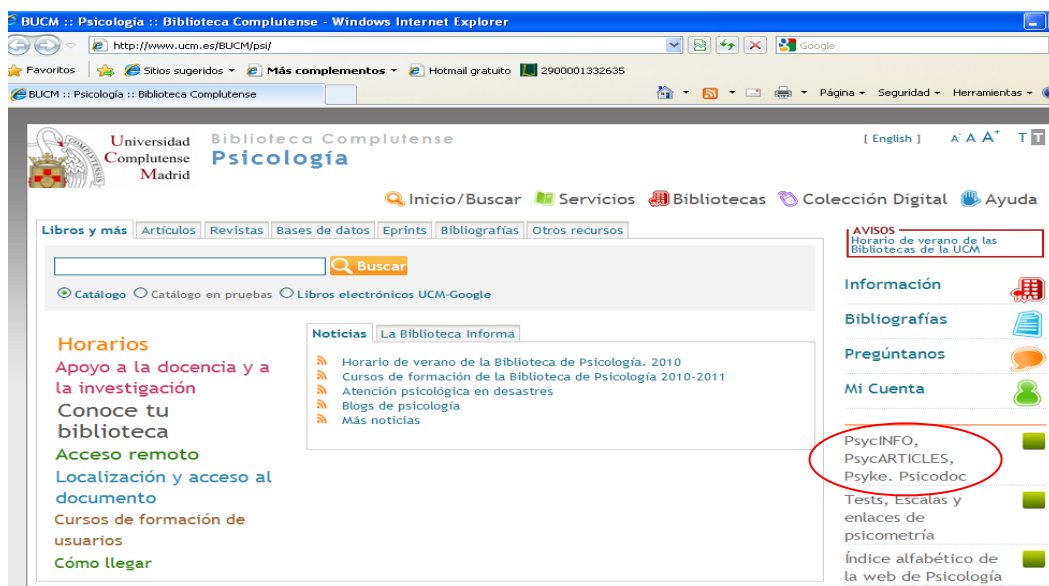 BUCM :: Psicología :: Biblioteca Complutense - Windows Internet Explorer
http://www.ucm.es/BUCM/psi/
Google
Favoritos
Sitios sugeridos
Más complementos
Hotmail gratuito
2900001332635
BUCM :: Psicología :: Biblioteca Complutense
Página
Seguridad
Herramientas
Universidad
Complutense
Madrid
Biblioteca Complutense
Psicología
[ English ]
A- A A+
T T
Inicio/Buscar
Servicios
Bibliotecas
Colección Digital
Ayuda
Libros y más
Artículos
Revistas
Bases de datos
Eprints
Bibliografías
Otros recursos
Buscar
Catálogo
Catálogo en pruebas
Libros electrónicos UCM-Google
Horarios
Apoyo a la docencia y a
la investigación
Conoce tu
biblioteca
Acceso remoto
Localización y acceso al
documento
Cursos de formación de
usuarios
Cómo llegar
Noticias
La Biblioteca Informa
Horario de verano de la Biblioteca de Psicología. 2010
Cursos de formación de la Biblioteca de Psicología 2010-2011
Atención psicológica en desastres
Blogs de psicología
Más noticias
AVISOS
Horario de verano de las
Bibliotecas de la UCM
Información
Bibliografías
Pregúntanos
Mi Cuenta
PsycINFO,
PsycARTICLES,
Psyke. Psicodoc
Tests, Escalas y
enlaces de
psicometría
Índice alfabético de
la web de Psicología